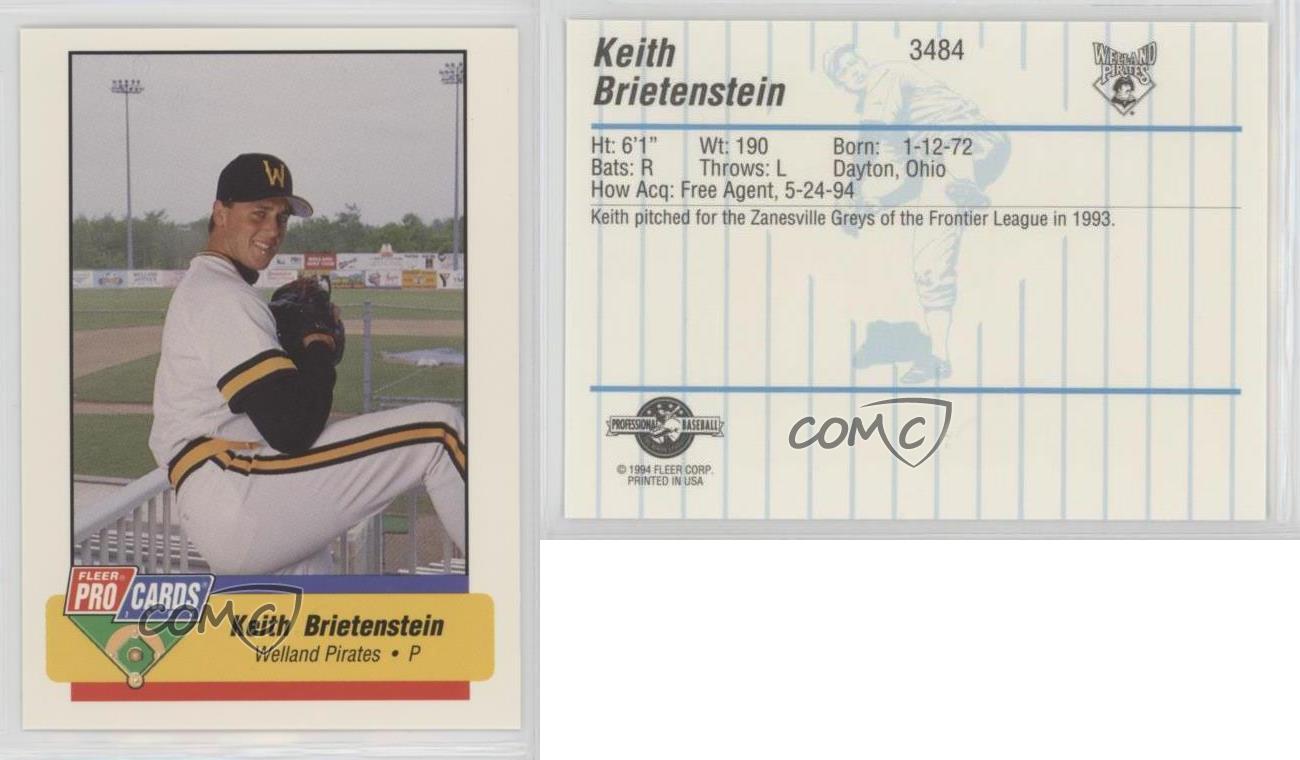 W
WELLAND
FLEER®
PRO CARDS®
COMC
Keith Brietenstein
Welland Pirates • P
Keith
Brietenstein
3484
WELLAND
PIRATES
Ht: 6'1" Wt: 190 Born: 1-12-72
Bats: R Throws: L Dayton, Ohio
How Acq: Free Agent, 5-24-94
Keith pitched for the Zanesville Greys of the Frontier League in 1993.
PROFESSIONAL BASEBALL
COMC
© 1994 FLEER CORP.
PRINTED IN USA